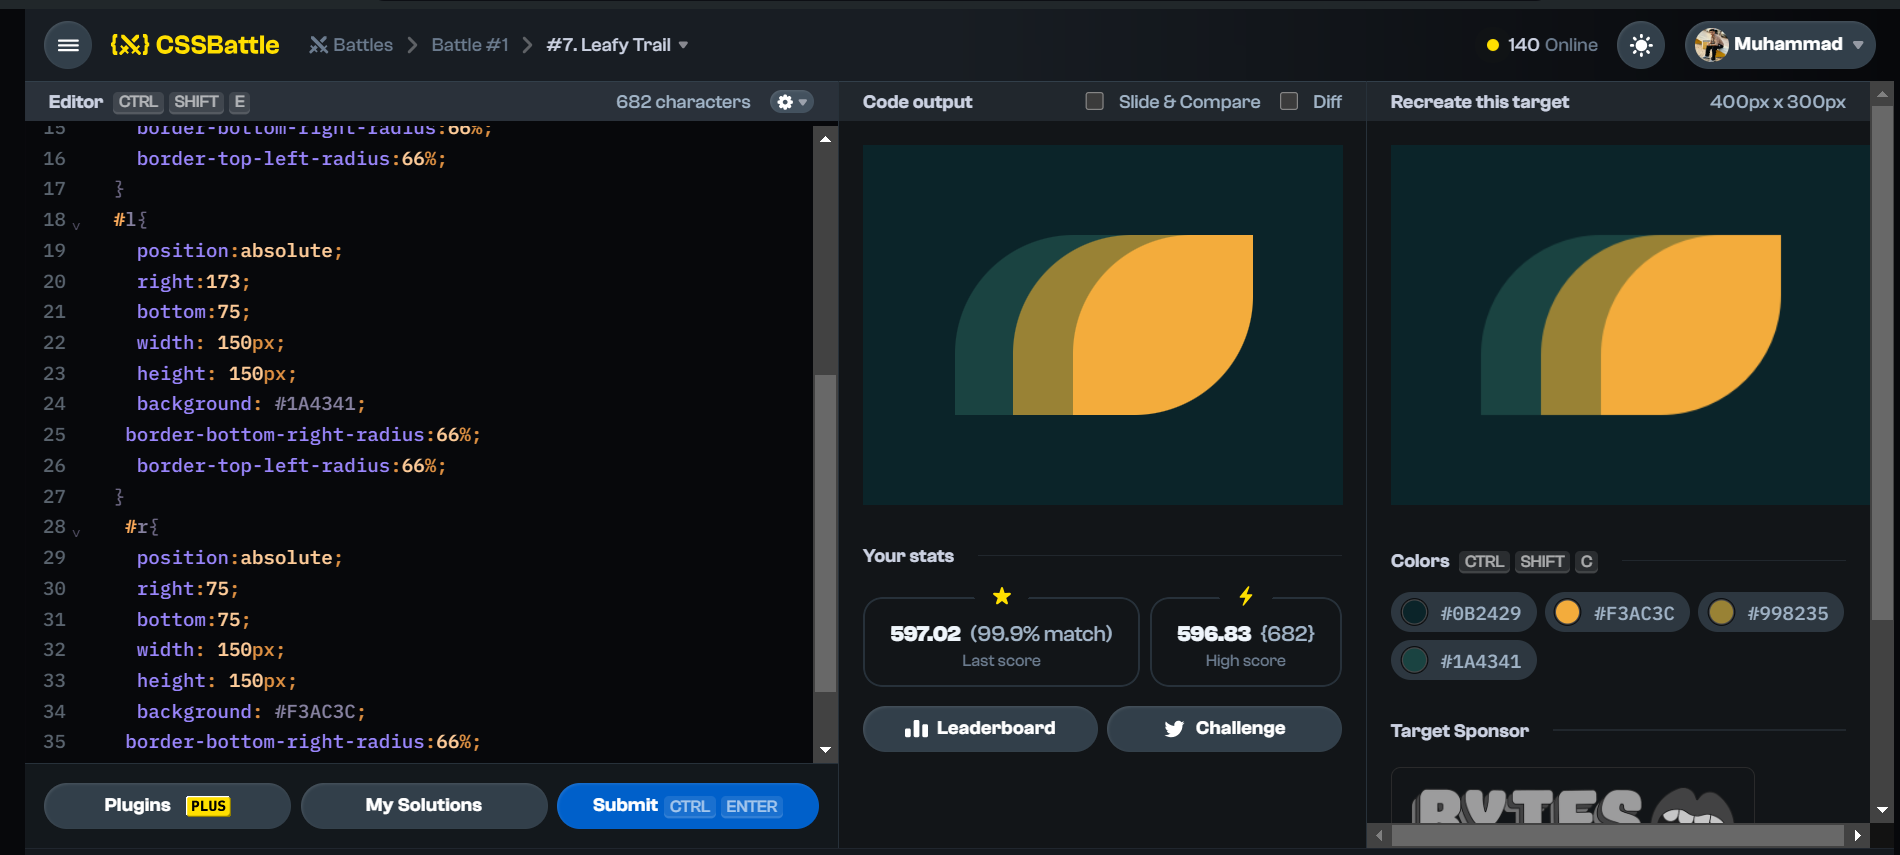 {X} CSSBattle Battles > Battle #1 > #7. Leafy Trail 140 Online Muhammad
Editor CTRL SHIFT E 682 characters
15 border-bottom-right-radius:66%;
16 border-top-left-radius:66%;
17 }
18 #l{
19 position:absolute;
20 right:173;
21 bottom:75;
22 width: 150px;
23 height: 150px;
24 background: #1A4341;
25 border-bottom-right-radius:66%;
26 border-top-left-radius:66%;
27 }
28 #r{
29 position:absolute;
30 right:75;
31 bottom:75;
32 width: 150px;
33 height: 150px;
34 background: #F3AC3C;
35 border-bottom-right-radius:66%;
Plugins PLUS My Solutions Submit CTRL ENTER
Code output Slide & Compare Diff
Your stats
597.02 (99.9% match)
Last score
596.83 {682}
High score
Leaderboard Challenge
Recreate this target 400px x 300px
Colors CTRL SHIFT C
#0B2429 #F3AC3C #998235
#1A4341
Target Sponsor
BYTES